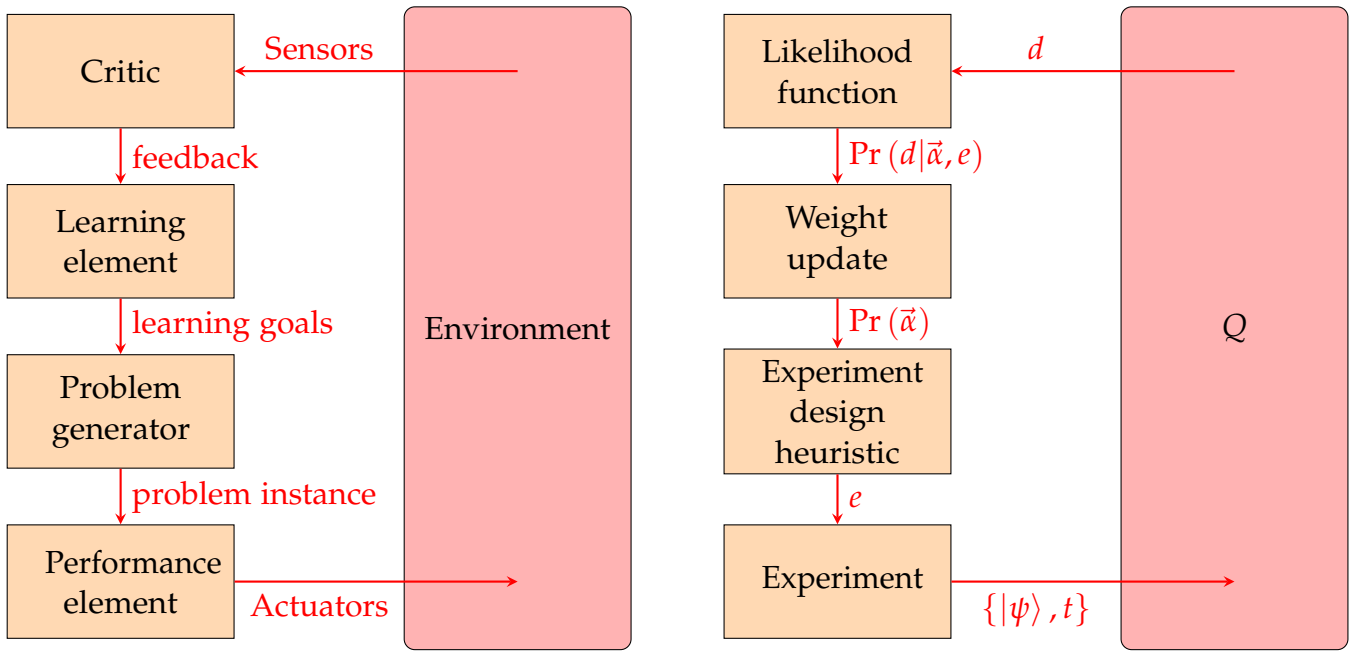 Critic
Sensors
feedback
Learning
element
learning goals
Environment
Problem
generator
problem instance
Performance
element
Actuators
Likelihood
function
d
Pr (d|α⃗, e)
Weight
update
Pr (α⃗)
Q
Experiment
design
heuristic
e
Experiment
{|ψ⟩ , t}